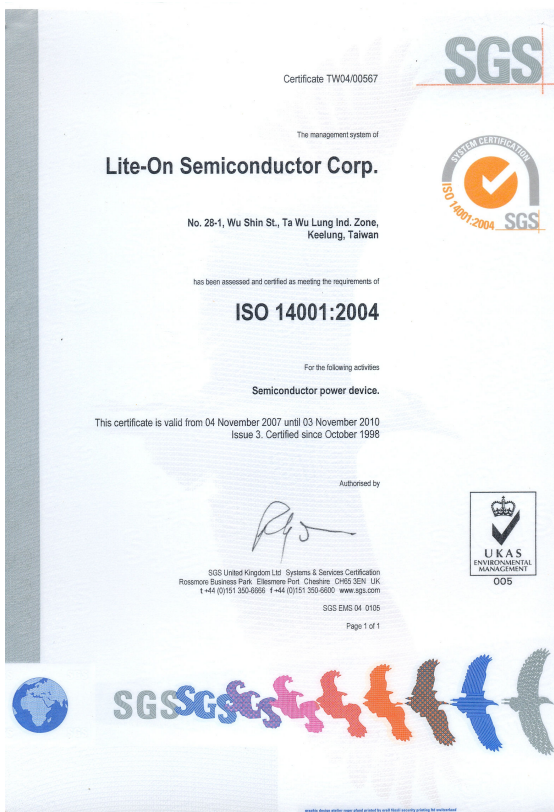 SGS
Certificate TW04/00567
The management system of
Lite-On Semiconductor Corp.
SYSTEM CERTIFICATION
ISO 14001:2004
SGS
No. 28-1, Wu Shin St., Ta Wu Lung Ind. Zone,
Keelung, Taiwan
has been assessed and certified as meeting the requirements of
ISO 14001:2004
For the following activities
Semiconductor power device.
This certificate is valid from 04 November 2007 until 03 November 2010
Issue 3. Certified since October 1998
Authorised by
UKAS
ENVIRONMENTAL
MANAGEMENT
005
SGS United Kingdom Ltd Systems & Services Certification
Rossmore Business Park Ellesmere Port Cheshire CH65 3EN UK
t +44 (0)151 350-6666 f +44 (0)151 350-6600 www.sgs.com
SGS EMS 04 0105
Page 1 of 1
SGSSGSSGS